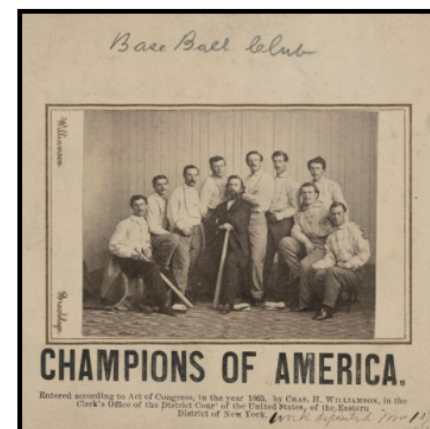 Base Ball Club
Williamson
Brooklyn
CHAMPIONS OF AMERICA.
Entered according to Act of Congress, in the year 1865, by CHAS. H. WILLIAMSON, in the
Clerk's Office of the District Court of the United States, of the Eastern
District of New York.